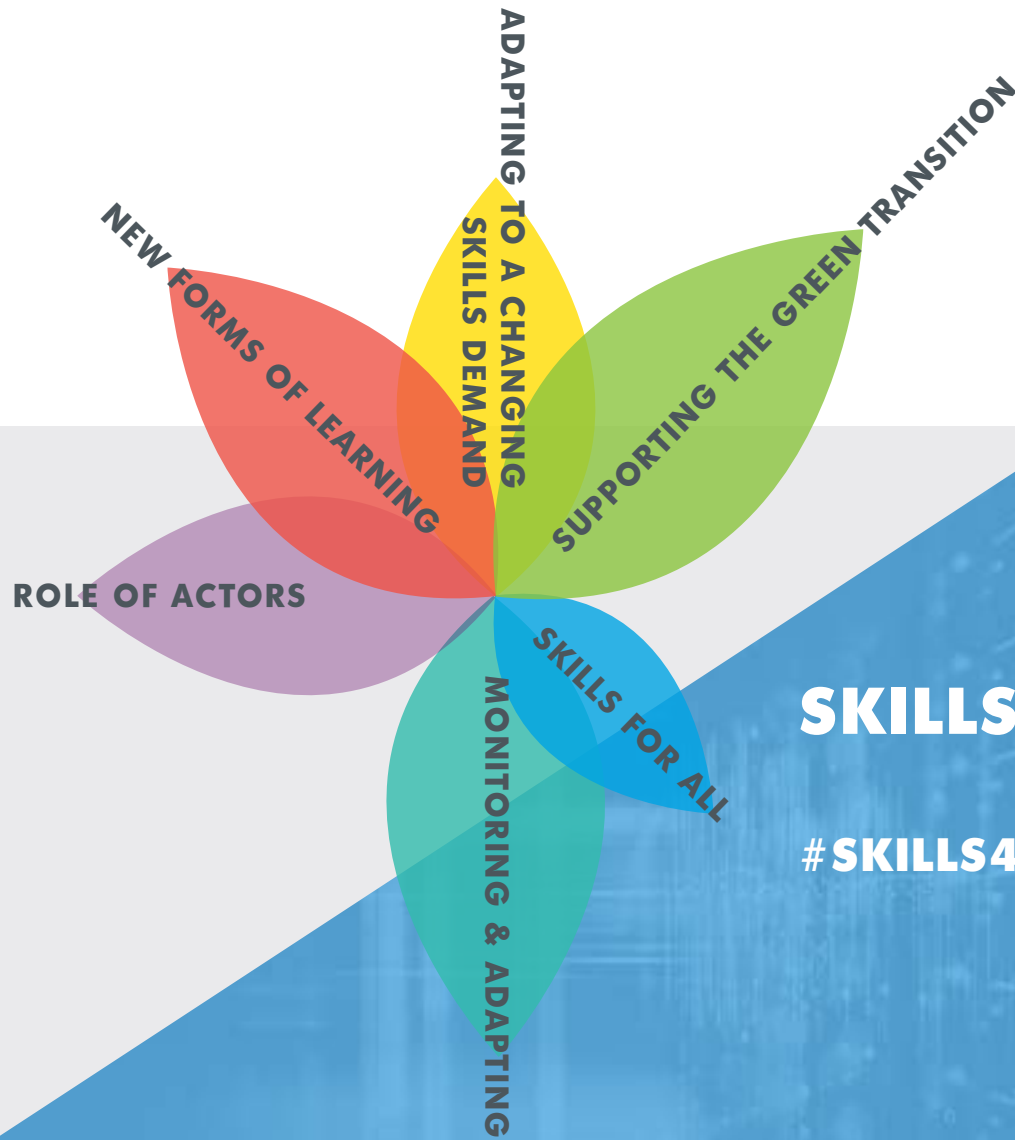 ADAPTING TO A CHANGING
SKILLS DEMAND
SUPPORTING THE GREEN TRANSITION
NEW FORMS OF LEARNING
ROLE OF ACTORS
SKILLS FOR ALL
MONITORING & ADAPTING
SKILLS
#SKILLS4